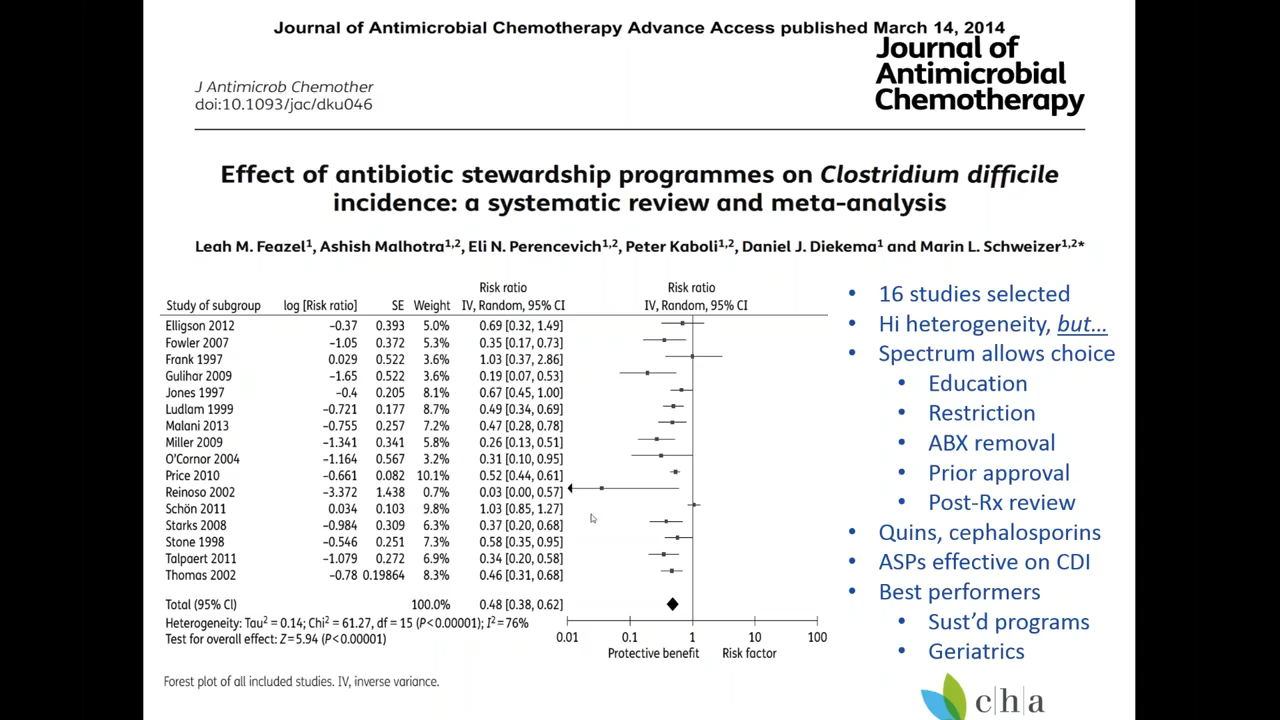 Journal of Antimicrobial Chemotherapy Advance Access published March 14, 2014
Journal of
Antimicrobial
Chemotherapy
J Antimicrob Chemother
doi:10.1093/jac/dku046
Effect of antibiotic stewardship programmes on Clostridium difficile
incidence: a systematic review and meta-analysis
Leah M. Feazel1, Ashish Malhotra1,2, Eli N. Perencevich1,2, Peter Kaboli1,2, Daniel J. Diekema1 and Marin L. Schweizer1,2*
Risk ratio Risk ratio
Study of subgroup log [Risk ratio] SE Weight IV, Random, 95% CI IV, Random, 95% CI
Elligson 2012 −0.37 0.393 5.0% 0.69 [0.32, 1.49]
Fowler 2007 −1.05 0.372 5.3% 0.35 [0.17, 0.73]
Frank 1997 0.029 0.522 3.6% 1.03 [0.37, 2.86]
Gulihar 2009 −1.65 0.522 3.6% 0.19 [0.07, 0.53]
Jones 1997 −0.4 0.205 8.1% 0.67 [0.45, 1.00]
Ludlam 1999 −0.721 0.177 8.7% 0.49 [0.34, 0.69]
Malani 2013 −0.755 0.257 7.2% 0.47 [0.28, 0.78]
Miller 2009 −1.341 0.341 5.8% 0.26 [0.13, 0.51]
O'Cornor 2004 −1.164 0.567 3.2% 0.31 [0.10, 0.95]
Price 2010 −0.661 0.082 10.1% 0.52 [0.44, 0.61]
Reinoso 2002 −3.372 1.438 0.7% 0.03 [0.00, 0.57]
Schön 2011 0.034 0.103 9.8% 1.03 [0.85, 1.27]
Starks 2008 −0.984 0.309 6.3% 0.37 [0.20, 0.68]
Stone 1998 −0.546 0.251 7.3% 0.58 [0.35, 0.95]
Talpaert 2011 −1.079 0.272 6.9% 0.34 [0.20, 0.58]
Thomas 2002 −0.78 0.19864 8.3% 0.46 [0.31, 0.68]
Total (95% CI) 100.0% 0.48 [0.38, 0.62]
Heterogeneity: Tau2 = 0.14; Chi2 = 61.27, df = 15 (P<0.00001); I2=76%
Test for overall effect: Z=5.94 (P<0.00001)
0.01 0.1 1 10 100
Protective benefit Risk factor
Forest plot of all included studies. IV, inverse variance.
• 16 studies selected
• Hi heterogeneity, but...
• Spectrum allows choice
• Education
• Restriction
• ABX removal
• Prior approval
• Post-Rx review
• Quins, cephalosporins
• ASPs effective on CDI
• Best performers
• Sust'd programs
• Geriatrics
c|h|a